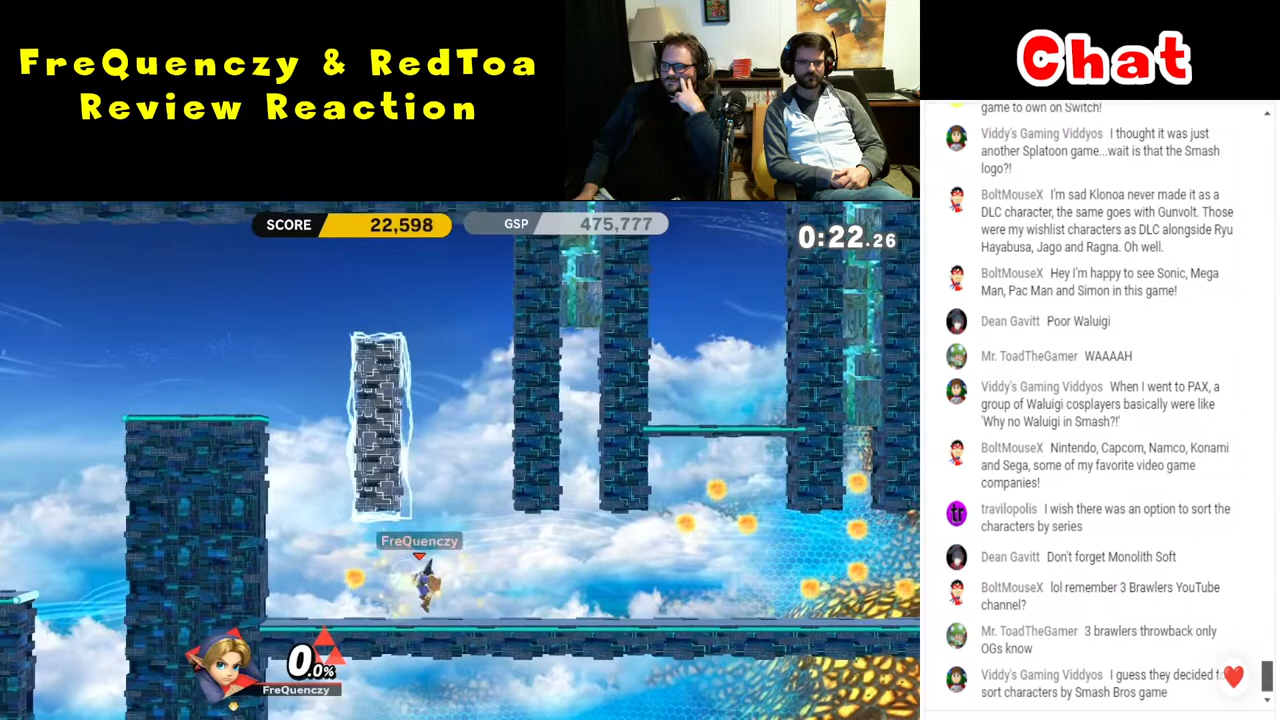 FreQuenczy & RedToa
Review Reaction
Chat
SCORE 22,598
GSP 475,777
0:22.26
FreQuenczy
0.0%
FreQuenczy
game to own on Switch!
Viddy's Gaming Viddyos I thought it was just
another Splatoon game...wait is that the Smash
logo?!
BoltMouseX I'm sad Klonoa never made it as a
DLC character, the same goes with Gunvolt. Those
were my wishlist characters as DLC alongside Ryu
Hayabusa, Jago and Ragna. Oh well.
BoltMouseX Hey I'm happy to see Sonic, Mega
Man, Pac Man and Simon in this game!
Dean Gavitt Poor Waluigi
Mr. ToadTheGamer WAAAAH
Viddy's Gaming Viddyos When I went to PAX, a
group of Waluigi cosplayers basically were like
'Why no Waluigi in Smash?!'
BoltMouseX Nintendo, Capcom, Namco, Konami
and Sega, some of my favorite video game
companies!
tr
travilopolis I wish there was an option to sort the
characters by series
Dean Gavitt Don't forget Monolith Soft
BoltMouseX lol remember 3 Brawlers YouTube
channel?
Mr. ToadTheGamer 3 brawlers throwback only
OGs know
Viddy's Gaming Viddyos I guess they decided
sort characters by Smash Bros game